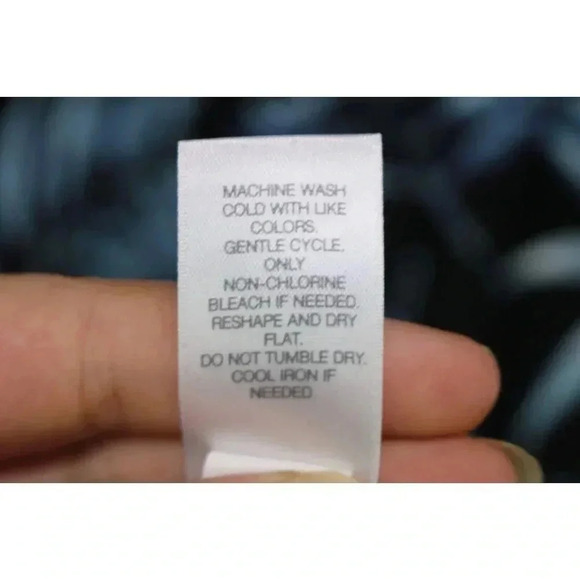 MACHINE WASH
COLD WITH LIKE
COLORS.
GENTLE CYCLE,
ONLY
NON-CHLORINE
BLEACH IF NEEDED.
RESHAPE AND DRY
FLAT.
DO NOT TUMBLE DRY.
COOL IRON IF
NEEDED